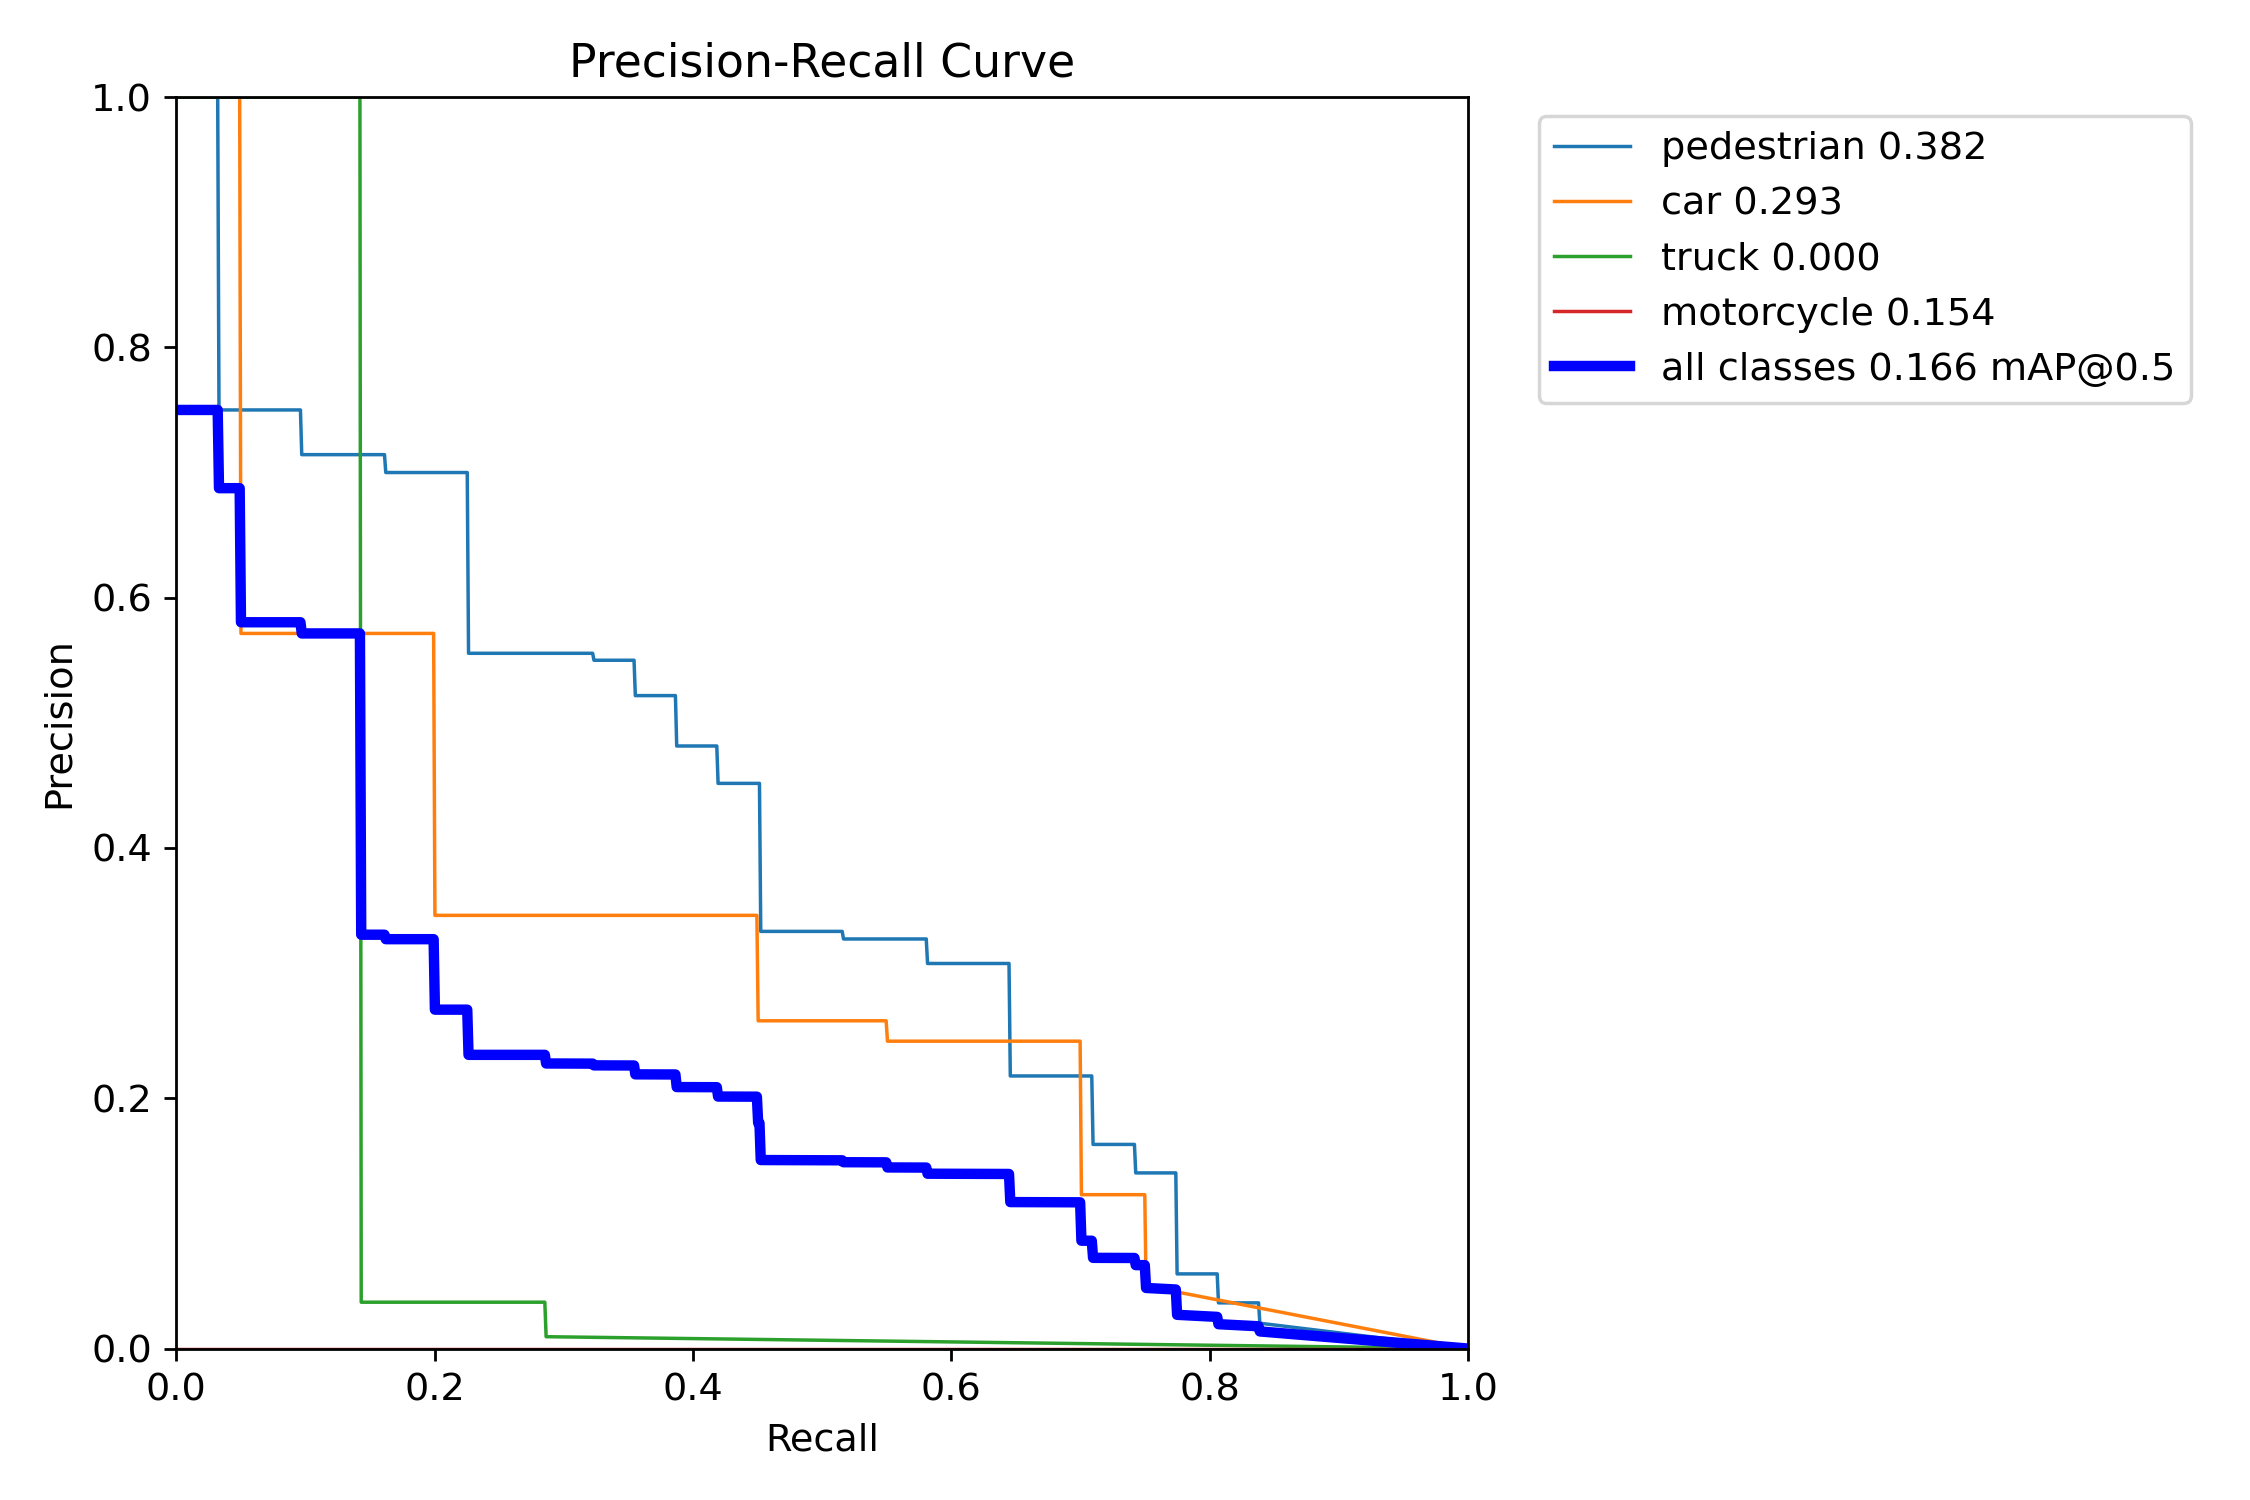 Precision-Recall Curve
1.0
0.8
0.6
0.4
0.2
0.0
Precision
0.0 0.2 0.4 0.6 0.8 1.0
Recall
pedestrian 0.382
car 0.293
truck 0.000
motorcycle 0.154
all classes 0.166 mAP@0.5